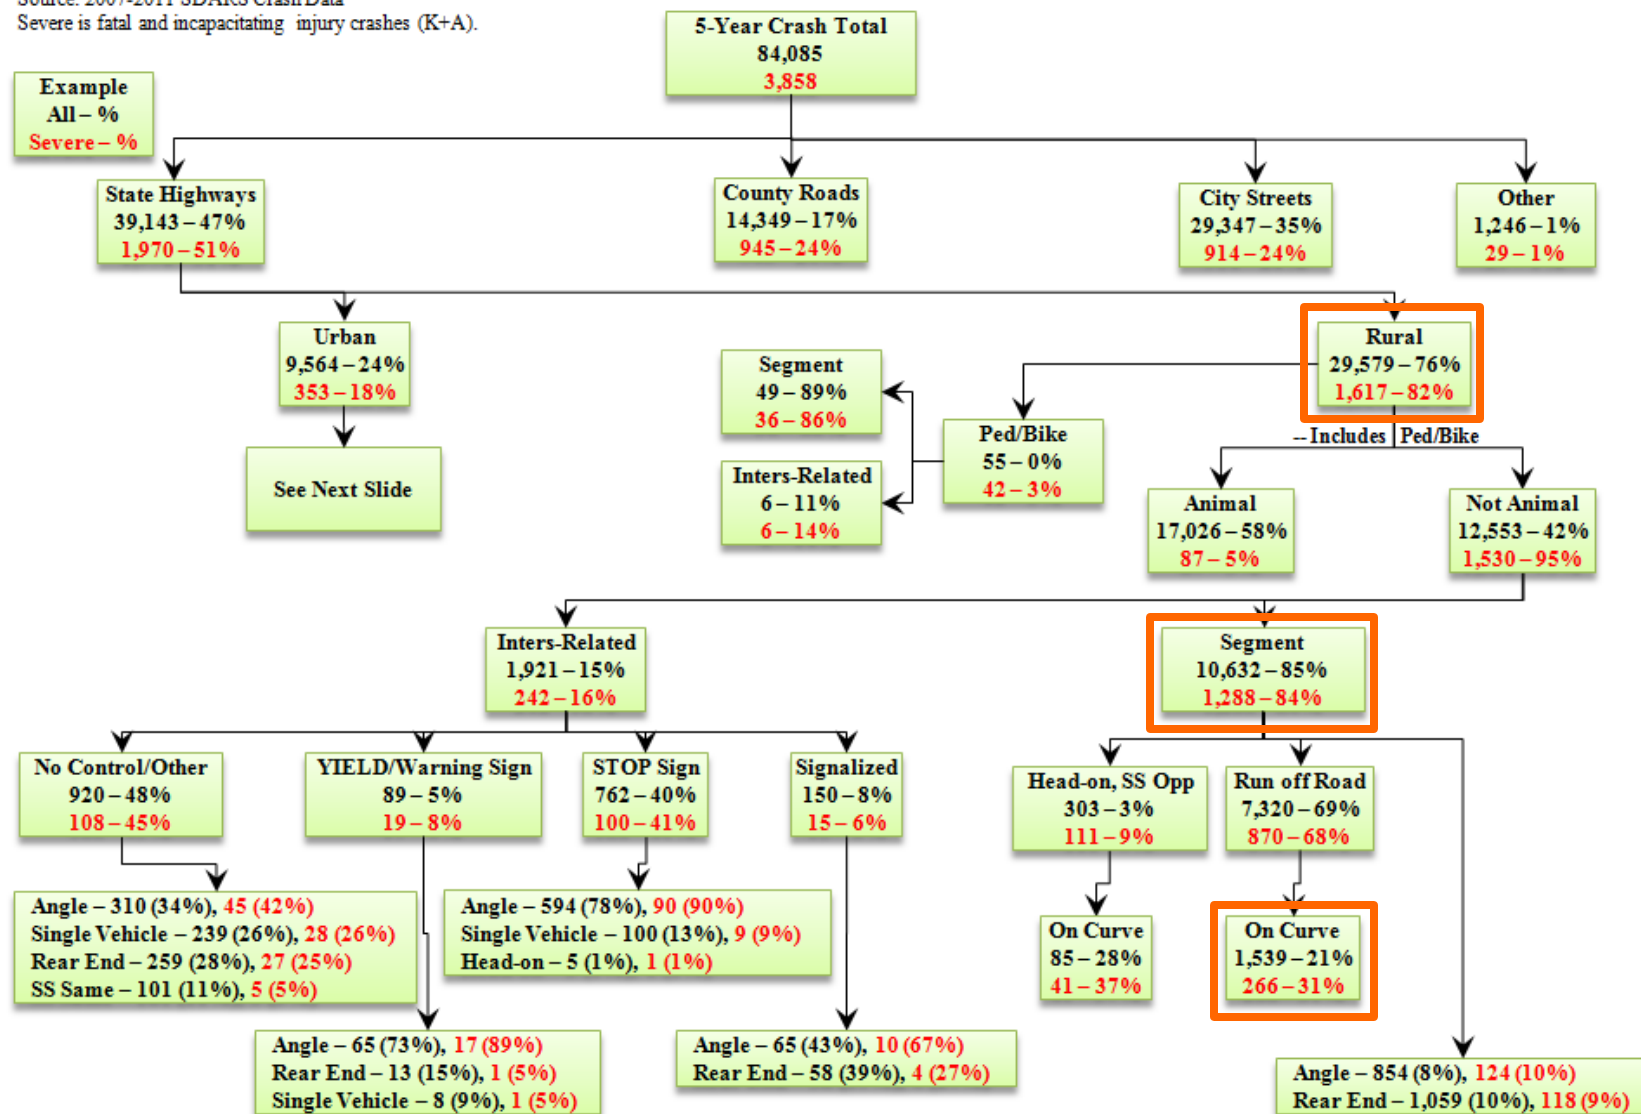 Source: 2007-2011 SDARS Crash Data
Severe is fatal and incapacitating injury crashes (K+A).
5-Year Crash Total
84,085
3,858
Example
All – %
Severe – %
State Highways
39,143 – 47%
1,970 – 51%
County Roads
14,349 – 17%
945 – 24%
City Streets
29,347 – 35%
914 – 24%
Other
1,246 – 1%
29 – 1%
Urban
9,564 – 24%
353 – 18%
See Next Slide
Rural
29,579 – 76%
1,617 – 82%
-- Includes Ped/Bike
Segment
49 – 89%
36 – 86%
Inters-Related
6 – 11%
6 – 14%
Ped/Bike
55 – 0%
42 – 3%
Animal
17,026 – 58%
87 – 5%
Not Animal
12,553 – 42%
1,530 – 95%
Inters-Related
1,921 – 15%
242 – 16%
Segment
10,632 – 85%
1,288 – 84%
No Control/Other
920 – 48%
108 – 45%
YIELD/Warning Sign
89 – 5%
19 – 8%
STOP Sign
762 – 40%
100 – 41%
Signalized
150 – 8%
15 – 6%
Head-on, SS Opp
303 – 3%
111 – 9%
Run off Road
7,320 – 69%
870 – 68%
Angle – 310 (34%), 45 (42%)
Single Vehicle – 239 (26%), 28 (26%)
Rear End – 259 (28%), 27 (25%)
SS Same – 101 (11%), 5 (5%)
Angle – 594 (78%), 90 (90%)
Single Vehicle – 100 (13%), 9 (9%)
Head-on – 5 (1%), 1 (1%)
On Curve
85 – 28%
41 – 37%
On Curve
1,539 – 21%
266 – 31%
Angle – 65 (73%), 17 (89%)
Rear End – 13 (15%), 1 (5%)
Single Vehicle – 8 (9%), 1 (5%)
Angle – 65 (43%), 10 (67%)
Rear End – 58 (39%), 4 (27%)
Angle – 854 (8%), 124 (10%)
Rear End – 1,059 (10%), 118 (9%)